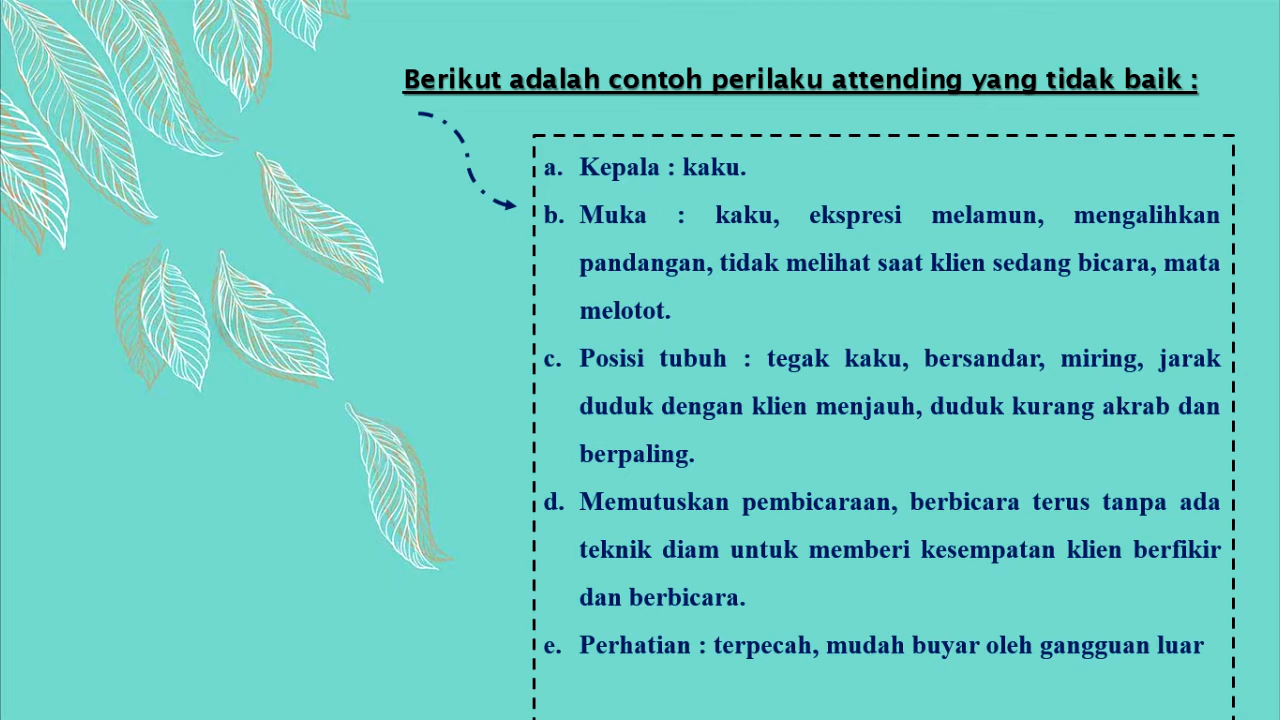 Berikut adalah contoh perilaku attending yang tidak baik :
a. Kepala : kaku.
b. Muka : kaku, ekspresi melamun, mengalihkan
pandangan, tidak melihat saat klien sedang bicara, mata
melotot.
c. Posisi tubuh : tegak kaku, bersandar, miring, jarak
duduk dengan klien menjauh, duduk kurang akrab dan
berpaling.
d. Memutuskan pembicaraan, berbicara terus tanpa ada
teknik diam untuk memberi kesempatan klien berfikir
dan berbicara.
e. Perhatian : terpecah, mudah buyar oleh gangguan luar